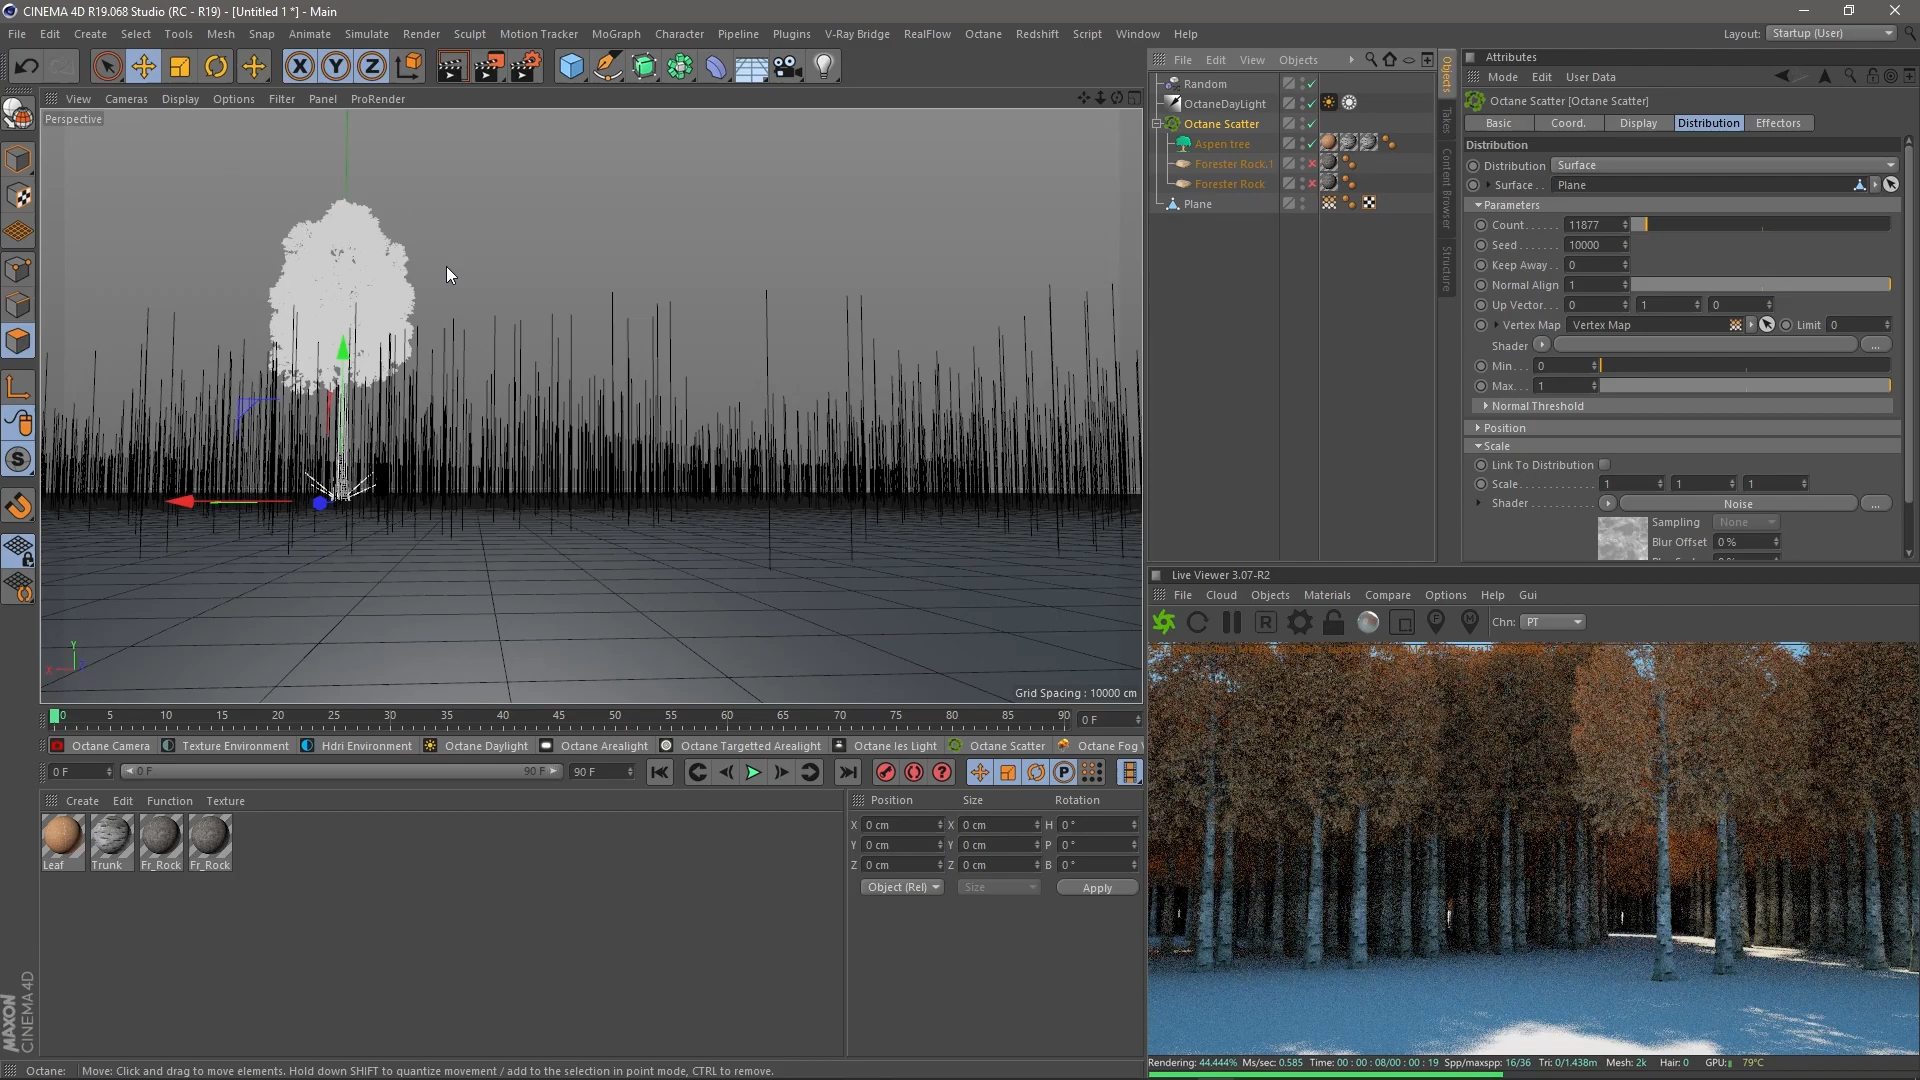 CINEMA 4D R19.068 Studio (RC - R19) - [Untitled 1 *] - Main
File Edit Create Select Tools Mesh Snap Animate Simulate Render Sculpt Motion Tracker MoGraph Character Pipeline Plugins V-Ray Bridge RealFlow Octane Redshift Script Window Help Layout: Startup (User)
X Y Z
View Cameras Display Options Filter Panel ProRender
Perspective
Grid Spacing : 10000 cm
Y
X
0 5 10 15 20 25 30 35 40 45 50 55 60 65 70 75 80 85 90 0 F
Octane Camera Texture Environment Hdri Environment Octane Daylight Octane Arealight Octane Targetted Arealight Octane Ies Light Octane Scatter Octane Fog
0 F 0 F 90 F 90 F
Create Edit Function Texture
Leaf Trunk Fr_Rock Fr_Rock
Position Size Rotation
X 0 cm X 0 cm H 0 °
Y 0 cm Y 0 cm P 0 °
Z 0 cm Z 0 cm B 0 °
Object (Rel) Size Apply
MAXON
CINEMA 4D
Octane: Move: Click and drag to move elements. Hold down SHIFT to quantize movement / add to the selection in point mode, CTRL to remove.
File Edit View Objects
Random
OctaneDayLight
Octane Scatter
Aspen tree
Forester Rock.1
Forester Rock
Plane
Objects
Takes
Content Browser
Structure
Attributes
Mode Edit User Data
Octane Scatter [Octane Scatter]
Basic Coord. Display Distribution Effectors
Distribution
Distribution Surface
Surface . . Plane
Parameters
Count . . . . . . 11877
Seed . . . . . . . 10000
Keep Away . . 0
Normal Align 1
Up Vector. . . 0 1 0
Vertex Map Vertex Map Limit 0
Shader ...
Min . . . 0
Max. . . 1
Normal Threshold
Position
Scale
Link To Distribution
Scale. . . . . . . . . . . . 1 1 1
Shader . . . . . . . . . . . Noise ...
Sampling None
Blur Offset 0 %
Live Viewer 3.07-R2
File Cloud Objects Materials Compare Options Help Gui
R F M Chn: PT
Rendering: 44.444% Ms/sec: 0.585 Time: 00 : 00 : 08/00 : 00 : 19 Spp/maxspp: 16/36 Tri: 0/1.438m Mesh: 2k Hair: 0 GPU: 79°C